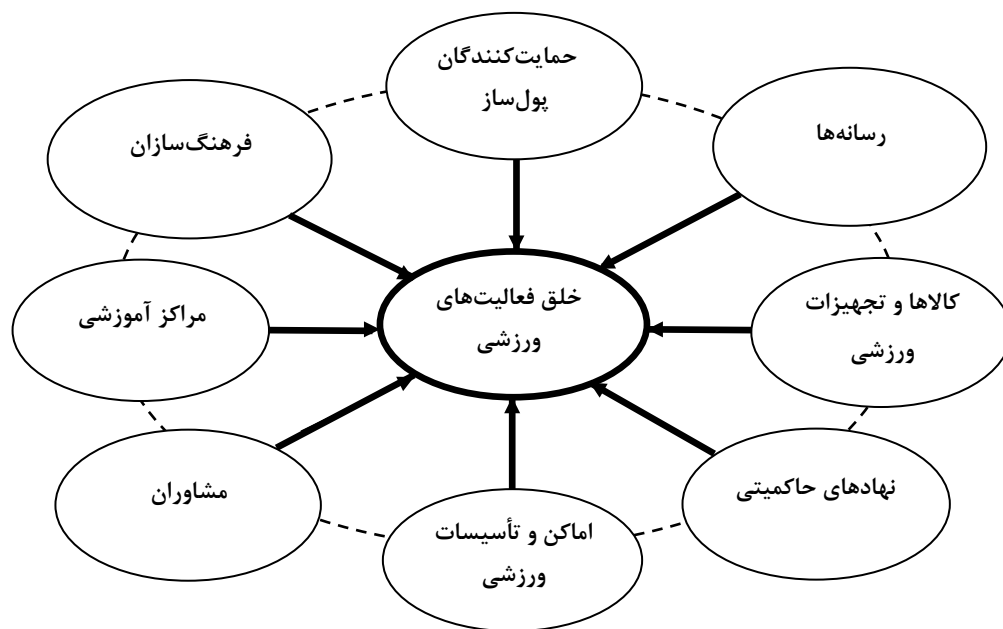 حمایت‌کنندگان
پول‌ساز
رسانه‌ها
فرهنگ‌سازان
خلق فعالیت‌های
ورزشی
کالاها و تجهیزات
ورزشی
مراکز آموزشی
نهادهای حاکمیتی
مشاوران
اماکن و تأسیسات
ورزشی